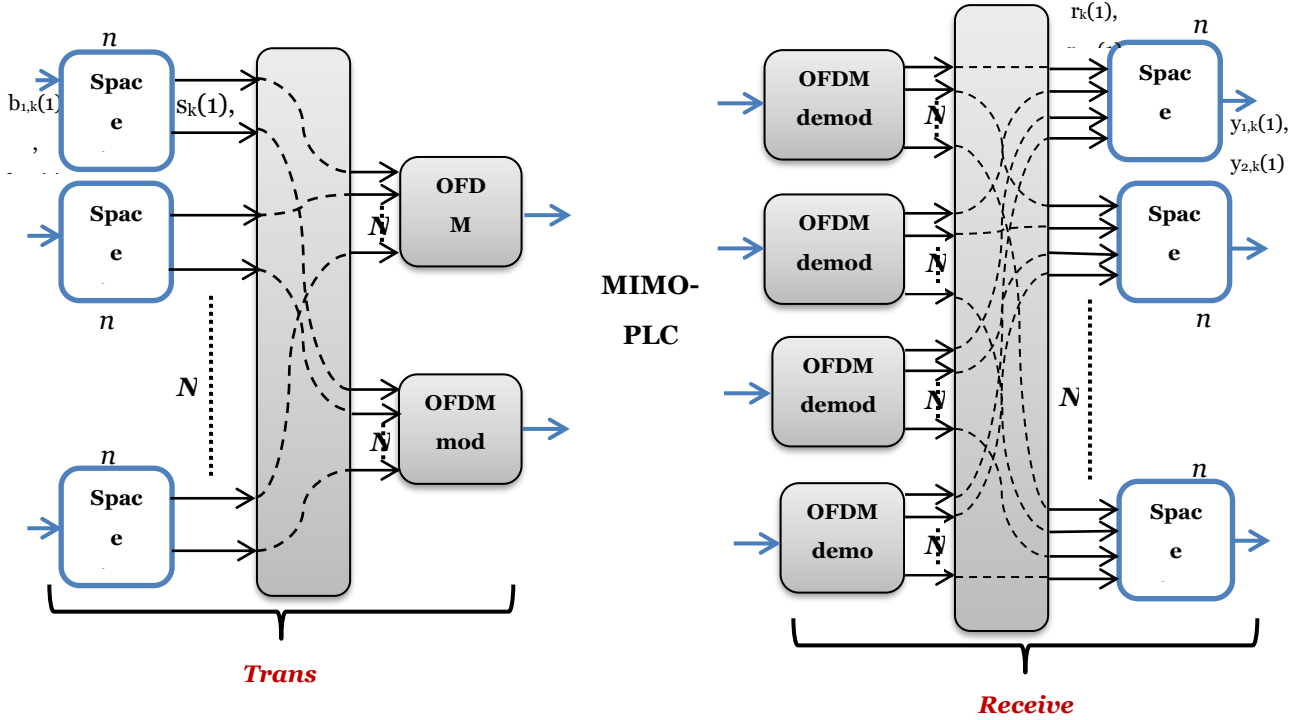 n
Spac
e
b₁,ₖ(1)
,
sₖ(1),
Spac
e
n
N
n
Spac
e
OFD
M
N
OFDM
mod
N
Trans
MIMO-
PLC
OFDM
demod
N
OFDM
demod
N
OFDM
demod
N
OFDM
demo
N
rₖ(1),
n
Spac
e
y₁,ₖ(1),
y₂,ₖ(1)
Spac
e
n
N
n
Spac
e
Receive